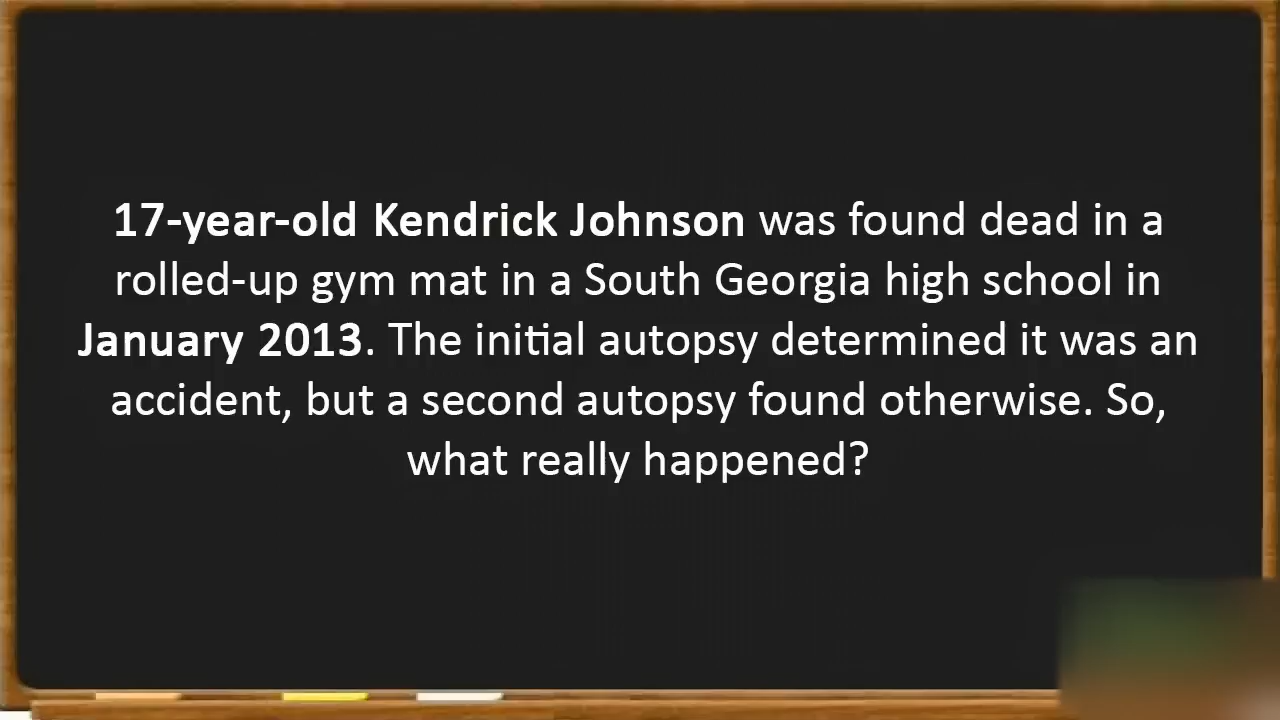 17-year-old Kendrick Johnson was found dead in a
rolled-up gym mat in a South Georgia high school in
January 2013. The initial autopsy determined it was an
accident, but a second autopsy found otherwise. So,
what really happened?